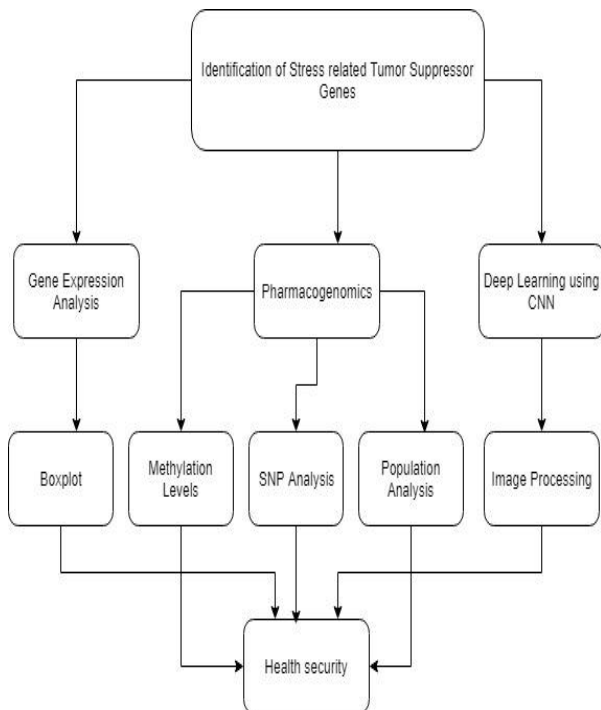 Identification of Stress related Tumor Suppressor
Genes
Gene Expression
Analysis
Pharmacogenomics
Deep Learning using
CNN
Boxplot
Methylation
Levels
SNP Analysis
Population
Analysis
Image Processing
Health security